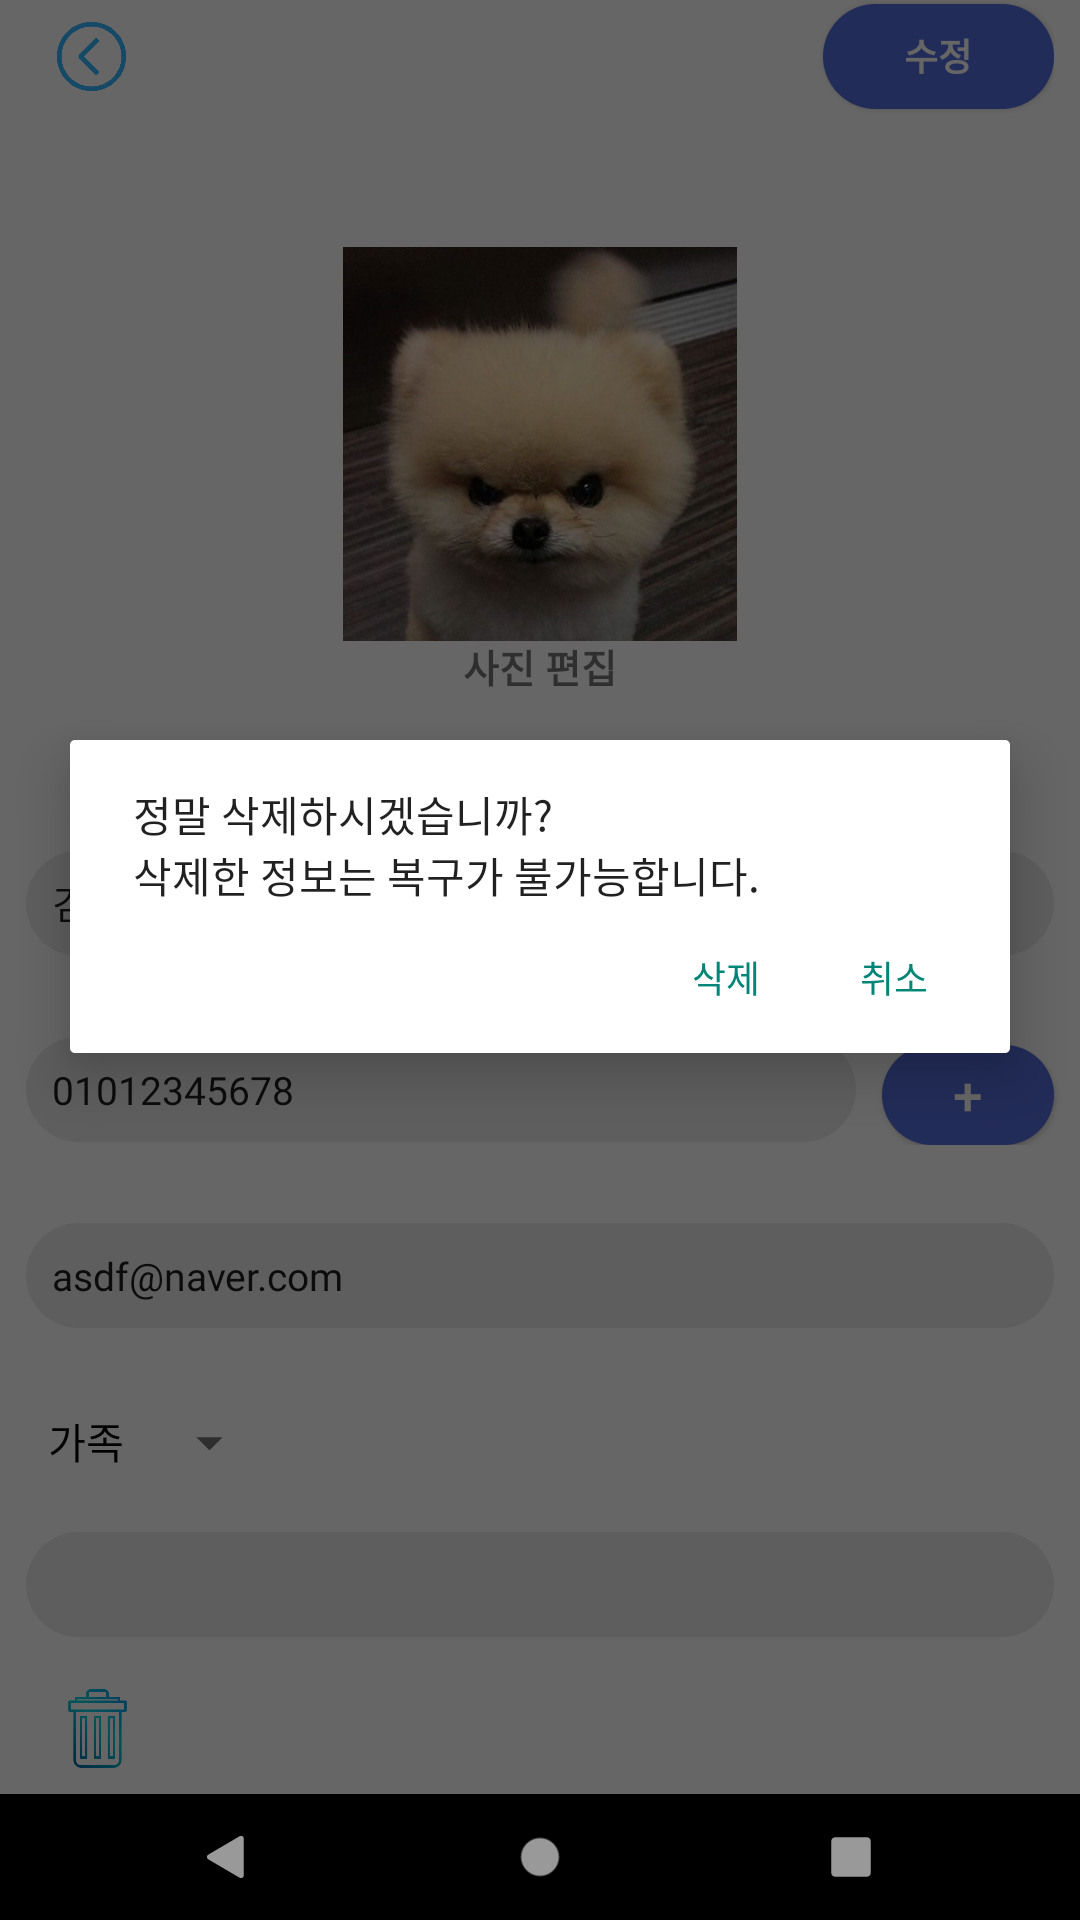 수정
사진 편집
정말 삭제하시겠습니까?
삭제한 정보는 복구가 불가능합니다.
삭제 취소
01012345678
+
asdf@naver.com
가족